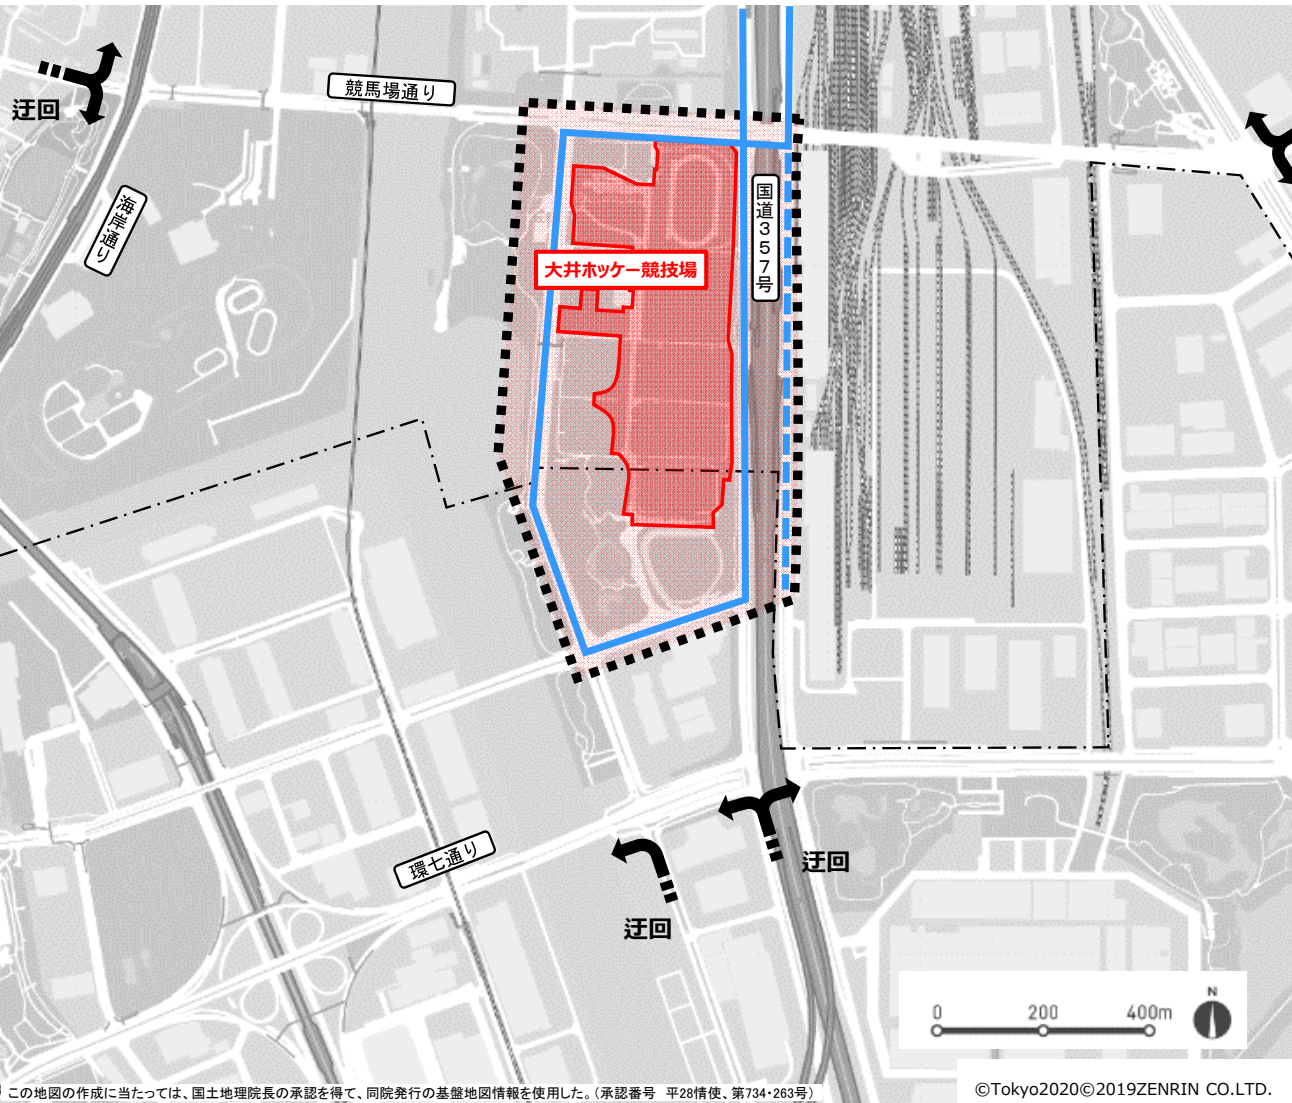 競馬場通り
迂回
海岸通り
国道357号
大井ホッケー競技場
環七通り
迂回
迂回
N
0 200 400m
この地図の作成に当たっては、国土地理院長の承認を得て、同院発行の基盤地図情報を使用した。(承認番号 平28情使、第734・263号)
©Tokyo2020©2019ZENRIN CO.LTD.